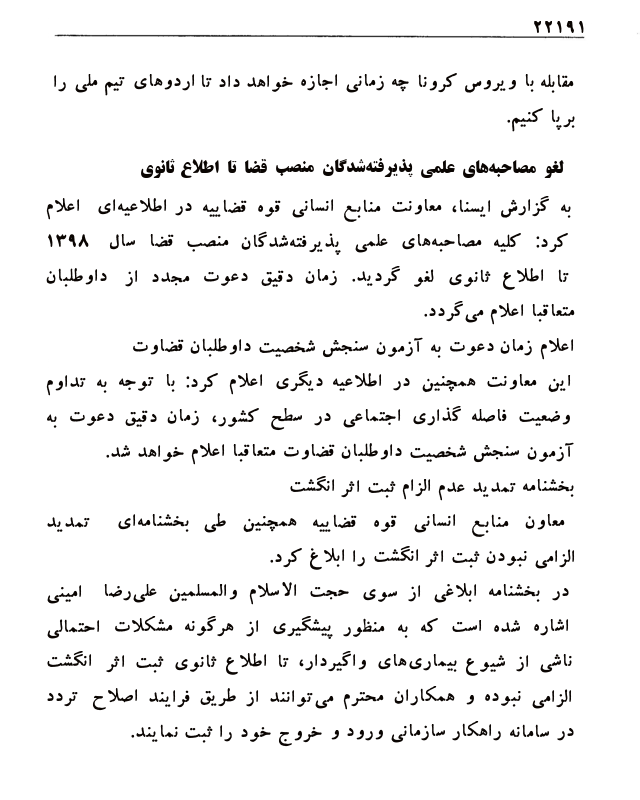 ۲۲۱۹۱
مقابله با ویروس کرونا چه زمانی اجازه خواهد داد تا اردوهای تیم ملی را
برپا کنیم.
لغو مصاحبه‌های علمی پذیرفته‌شدگان منصب قضا تا اطلاع ثانوی
به گزارش ایسنا، معاونت منابع انسانی قوه قضاییه در اطلاعیه‌ای اعلام
کرد: کلیه مصاحبه‌های علمی پذیرفته‌شدگان منصب قضا سال ۱۳۹۸
تا اطلاع ثانوی لغو گردید. زمان دقیق دعوت مجدد از داوطلبان
متعاقبا اعلام می‌گردد.
اعلام زمان دعوت به آزمون سنجش شخصیت داوطلبان قضاوت
این معاونت همچنین در اطلاعیه دیگری اعلام کرد: با توجه به تداوم
وضعیت فاصله گذاری اجتماعی در سطح کشور، زمان دقیق دعوت به
آزمون سنجش شخصیت داوطلبان قضاوت متعاقبا اعلام خواهد شد.
بخشنامه تمدید عدم الزام ثبت اثر انگشت
معاون منابع انسانی قوه قضاییه همچنین طی بخشنامه‌ای تمدید
الزامی نبودن ثبت اثر انگشت را ابلاغ کرد.
در بخشنامه ابلاغی از سوی حجت الاسلام والمسلمین علی‌رضا امینی
اشاره شده است که به منظور پیشگیری از هرگونه مشکلات احتمالی
ناشی از شیوع بیماری‌های واگیردار، تا اطلاع ثانوی ثبت اثر انگشت
الزامی نبوده و همکاران محترم می‌توانند از طریق فرایند اصلاح تردد
در سامانه راهکار سازمانی ورود و خروج خود را ثبت نمایند.